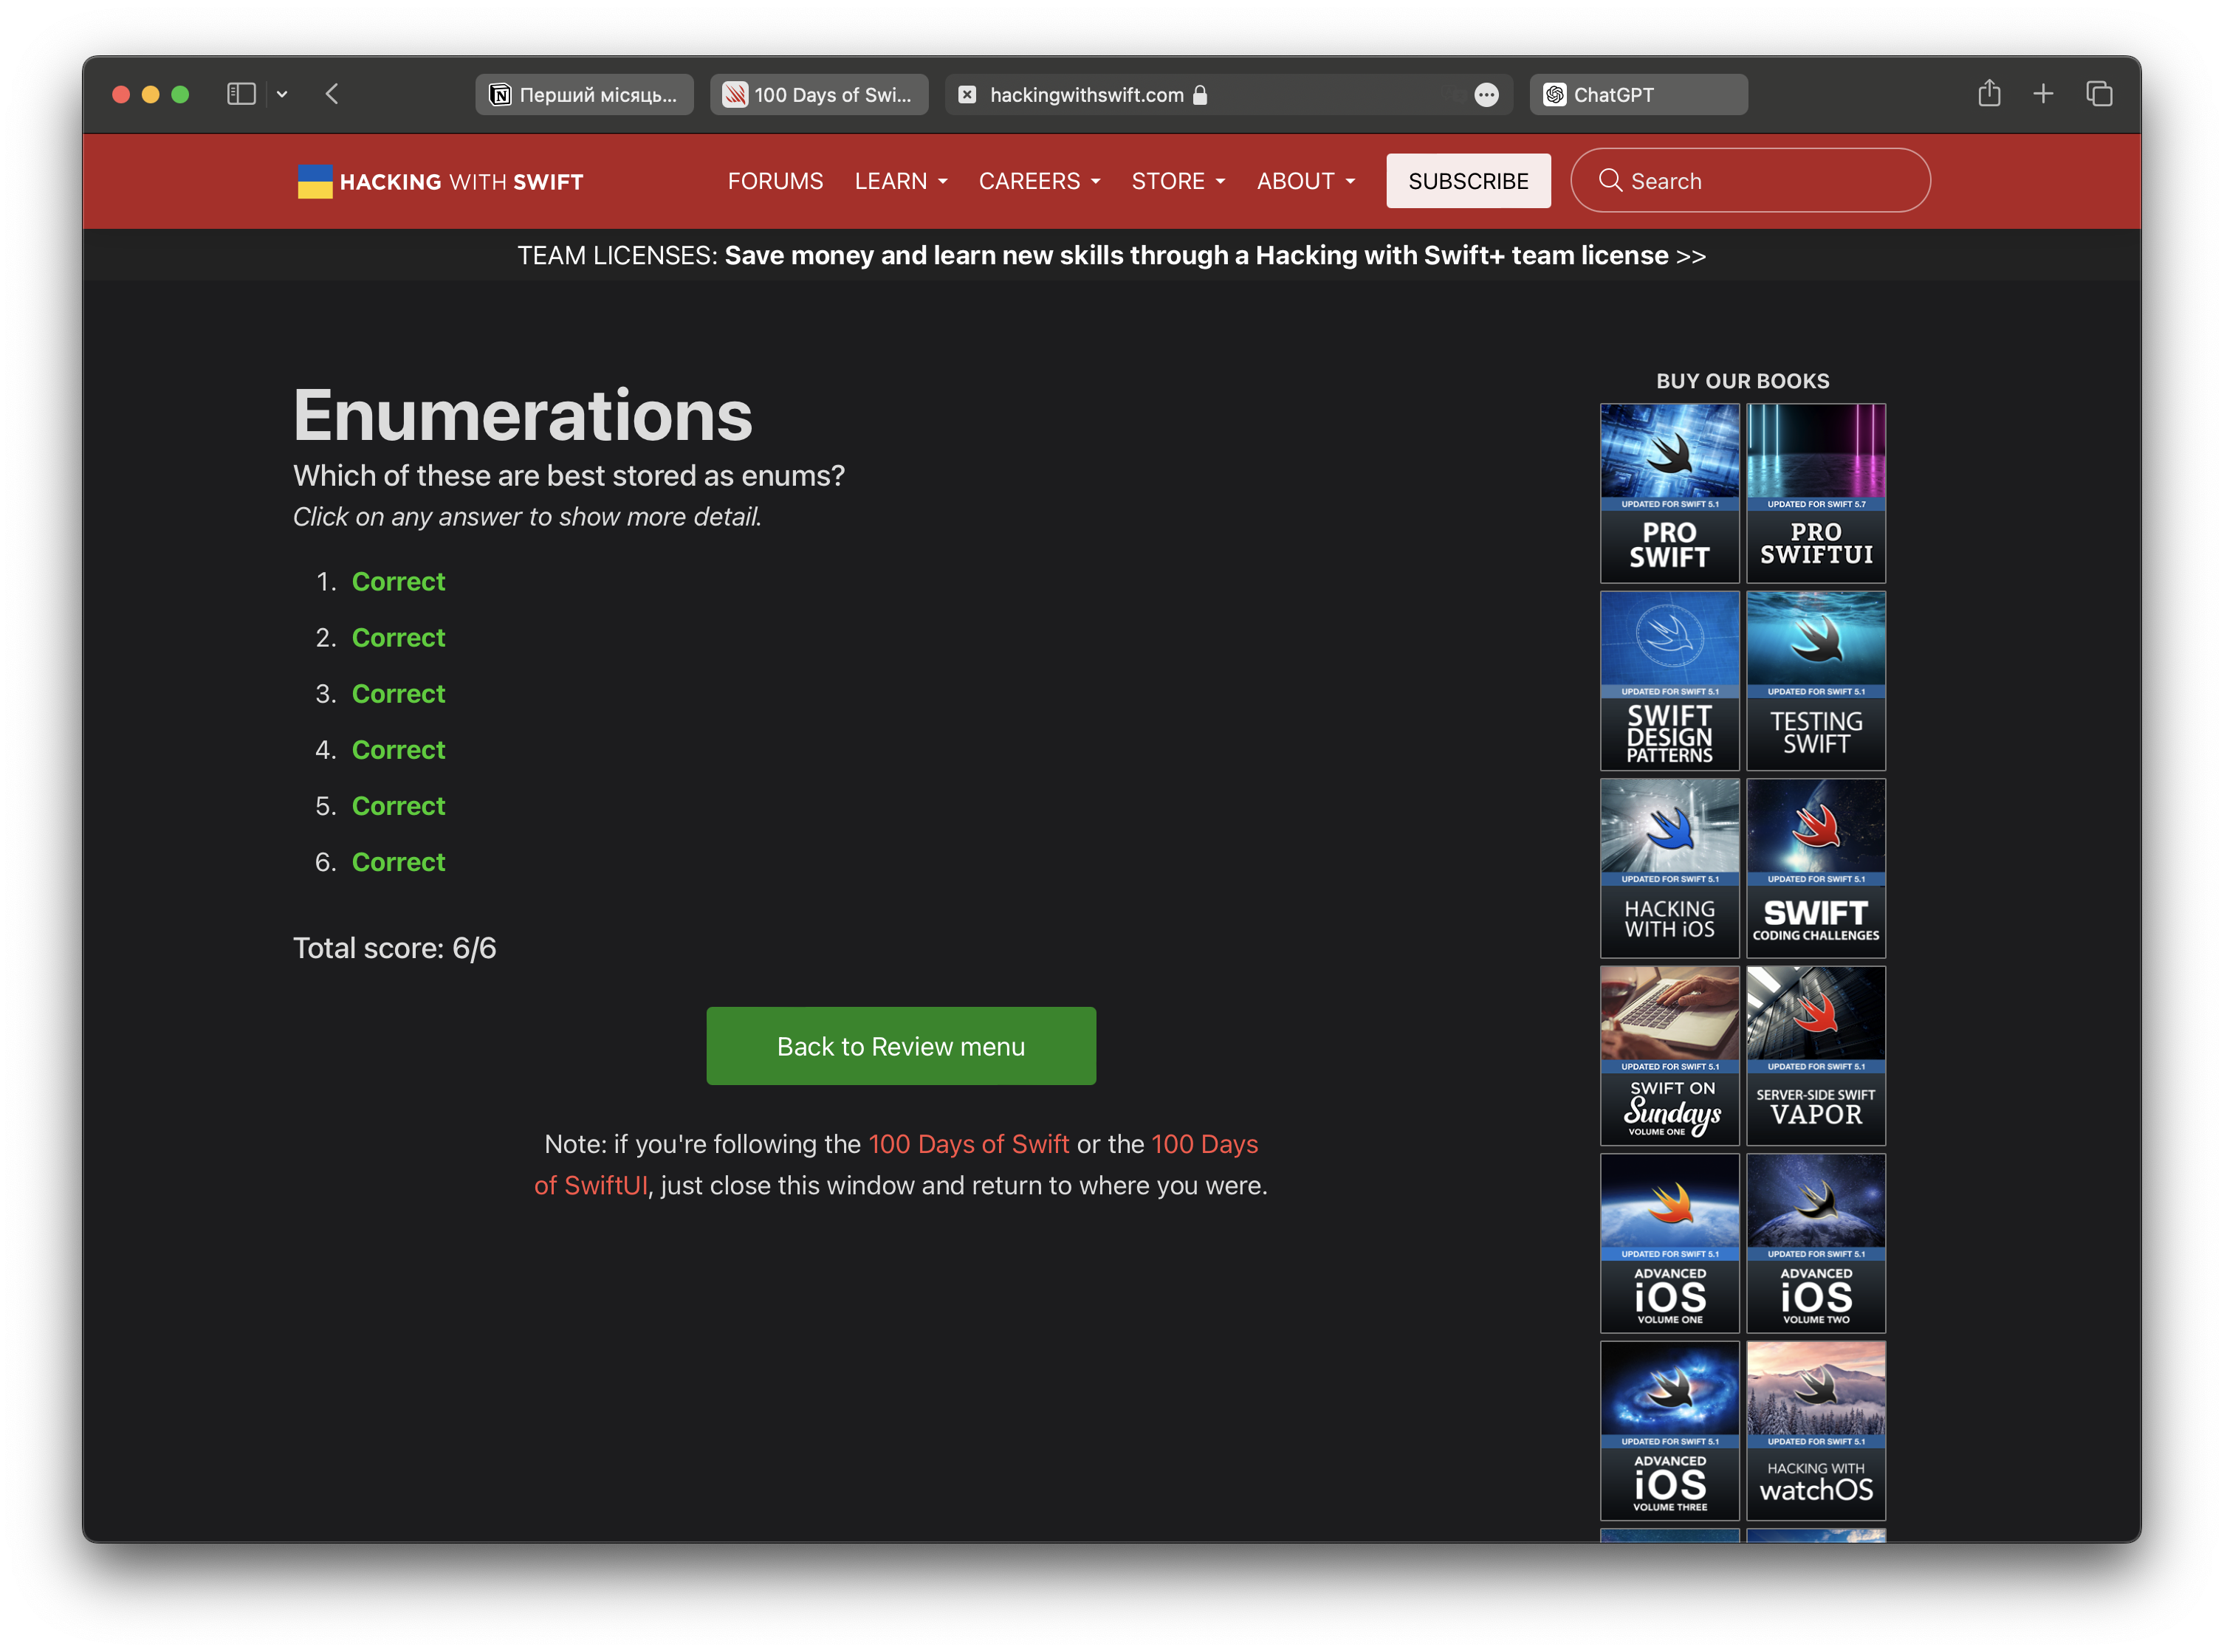 Перший місяць...
100 Days of Swi...
hackingwithswift.com
ChatGPT
HACKING WITH SWIFT
FORUMS
LEARN
CAREERS
STORE
ABOUT
SUBSCRIBE
Search
TEAM LICENSES: Save money and learn new skills through a Hacking with Swift+ team license >>
Enumerations
Which of these are best stored as enums?
Click on any answer to show more detail.
1. Correct
2. Correct
3. Correct
4. Correct
5. Correct
6. Correct
Total score: 6/6
Back to Review menu
Note: if you're following the 100 Days of Swift or the 100 Days
of SwiftUI, just close this window and return to where you were.
BUY OUR BOOKS
UPDATED FOR SWIFT 5.1
PRO
SWIFT
UPDATED FOR SWIFT 5.7
PRO
SWIFTUI
UPDATED FOR SWIFT 5.1
SWIFT
DESIGN
PATTERNS
UPDATED FOR SWIFT 5.1
TESTING
SWIFT
UPDATED FOR SWIFT 5.1
HACKING
WITH iOS
UPDATED FOR SWIFT 5.1
SWIFT
CODING CHALLENGES
UPDATED FOR SWIFT 5.1
SWIFT ON
Sundays
VOLUME ONE
UPDATED FOR SWIFT 5.1
SERVER-SIDE SWIFT
VAPOR
UPDATED FOR SWIFT 5.1
ADVANCED
iOS
VOLUME ONE
UPDATED FOR SWIFT 5.1
ADVANCED
iOS
VOLUME TWO
UPDATED FOR SWIFT 5.1
ADVANCED
iOS
VOLUME THREE
UPDATED FOR SWIFT 5.1
HACKING WITH
watchOS